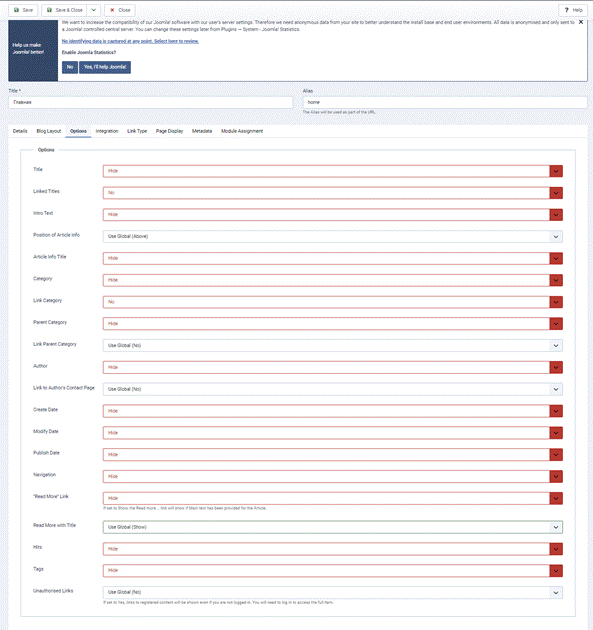 Save
Save & Close
Close
Help
Help us make
Joomla! better!
We want to increase the compatibility of our Joomla! software with our user's server settings. Therefore we need anonymous data from your site to better understand the install base and end user environments. All data is anonymised and only sent to
a Joomla! controlled central server. You can change these settings later from Plugins — System - Joomla! Statistics.
No identifying data is captured at any point. Select here to review.
Enable Joomla Statistics?
No
Yes, I'll help Joomla!
Title *
Alias
Главная
home
The Alias will be used as part of the URL.
Details
Blog Layout
Options
Integration
Link Type
Page Display
Metadata
Module Assignment
Options
Title
Hide
Linked Titles
No
Intro Text
Hide
Position of Article Info
Use Global (Above)
Article Info Title
Hide
Category
Hide
Link Category
No
Parent Category
Hide
Link Parent Category
Use Global (No)
Author
Hide
Link to Author's Contact Page
Use Global (No)
Create Date
Hide
Modify Date
Hide
Publish Date
Hide
Navigation
Hide
"Read More" Link
Hide
If set to Show, the Read more ... link will show if Main text has been provided for the Article.
Read More with Title
Use Global (Show)
Hits
Hide
Tags
Hide
Unauthorised Links
Use Global (No)
If set to Yes, links to registered content will be shown even if you are not logged-in. You will need to log in to access the full item.